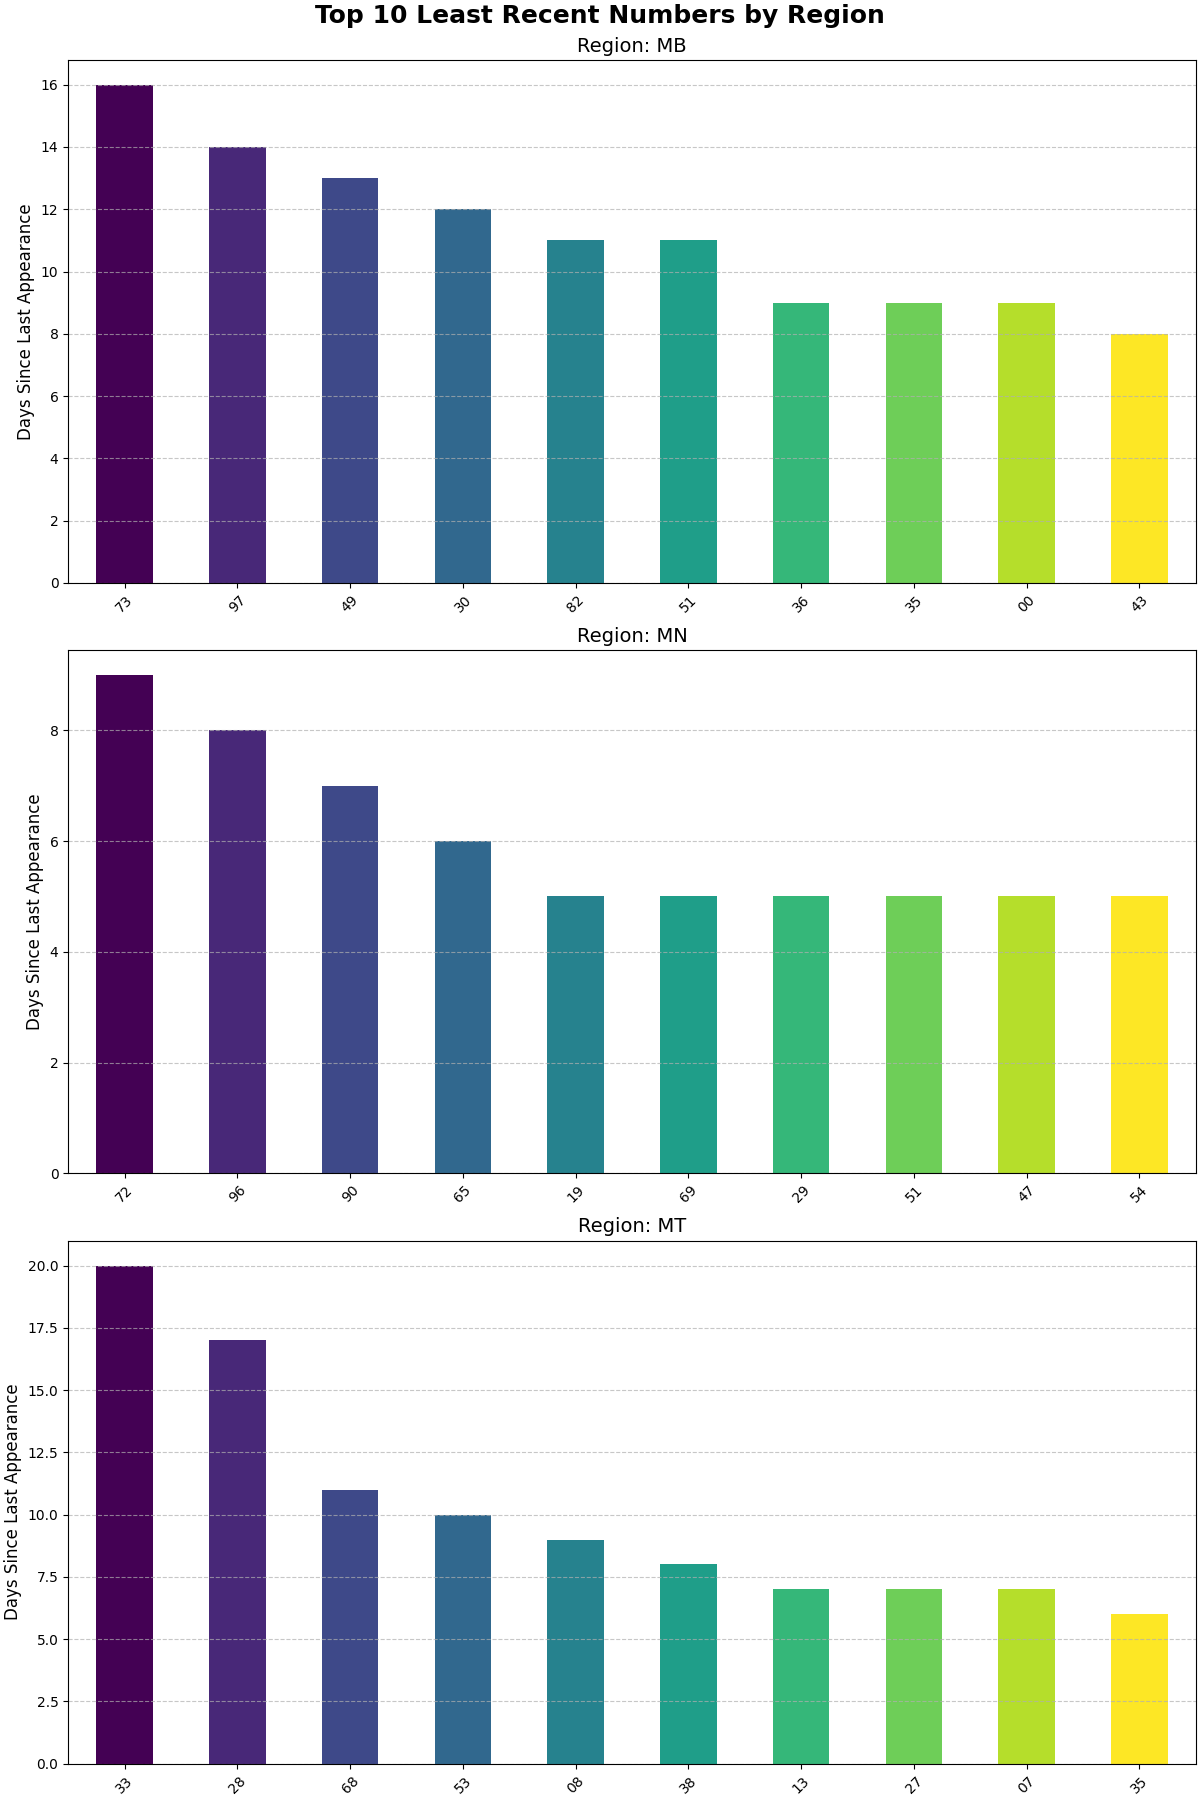 Top 10 Least Recent Numbers by Region
Region: MB
Days Since Last Appearance
16
14
12
10
8
6
4
2
0
73 97 49 30 82 51 36 35 00 43
Region: MN
Days Since Last Appearance
8
6
4
2
0
72 96 90 65 19 69 29 51 47 54
Region: MT
Days Since Last Appearance
20.0
17.5
15.0
12.5
10.0
7.5
5.0
2.5
0.0
33 28 68 53 08 38 13 27 07 35